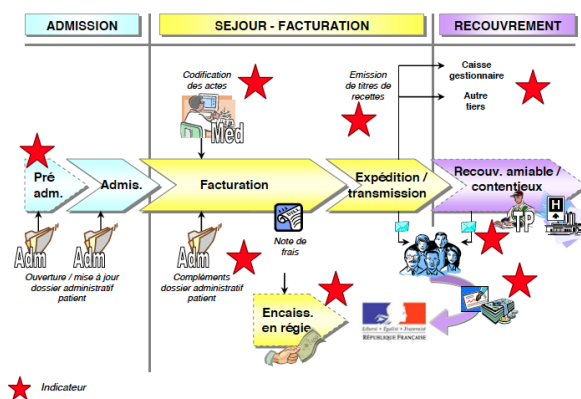 ADMISSION
SEJOUR - FACTURATION
RECOUVREMENT
Codification
des actes
Méd
Emission
de titres de
recettes
Caisse
gestionnaire
Autre
tiers
Pré
adm.
Admis.
Facturation
Expédition /
transmission
Recouv. amiable /
contentieux
TP
H
Adm
Adm
Adm
Ouverture / mise à jour
dossier administratif
patient
Compléments
dossier administratif
patient
Note de
frais
Encaiss.
en régie
Liberté • Égalité • Fraternité
RÉPUBLIQUE FRANÇAISE
Indicateur